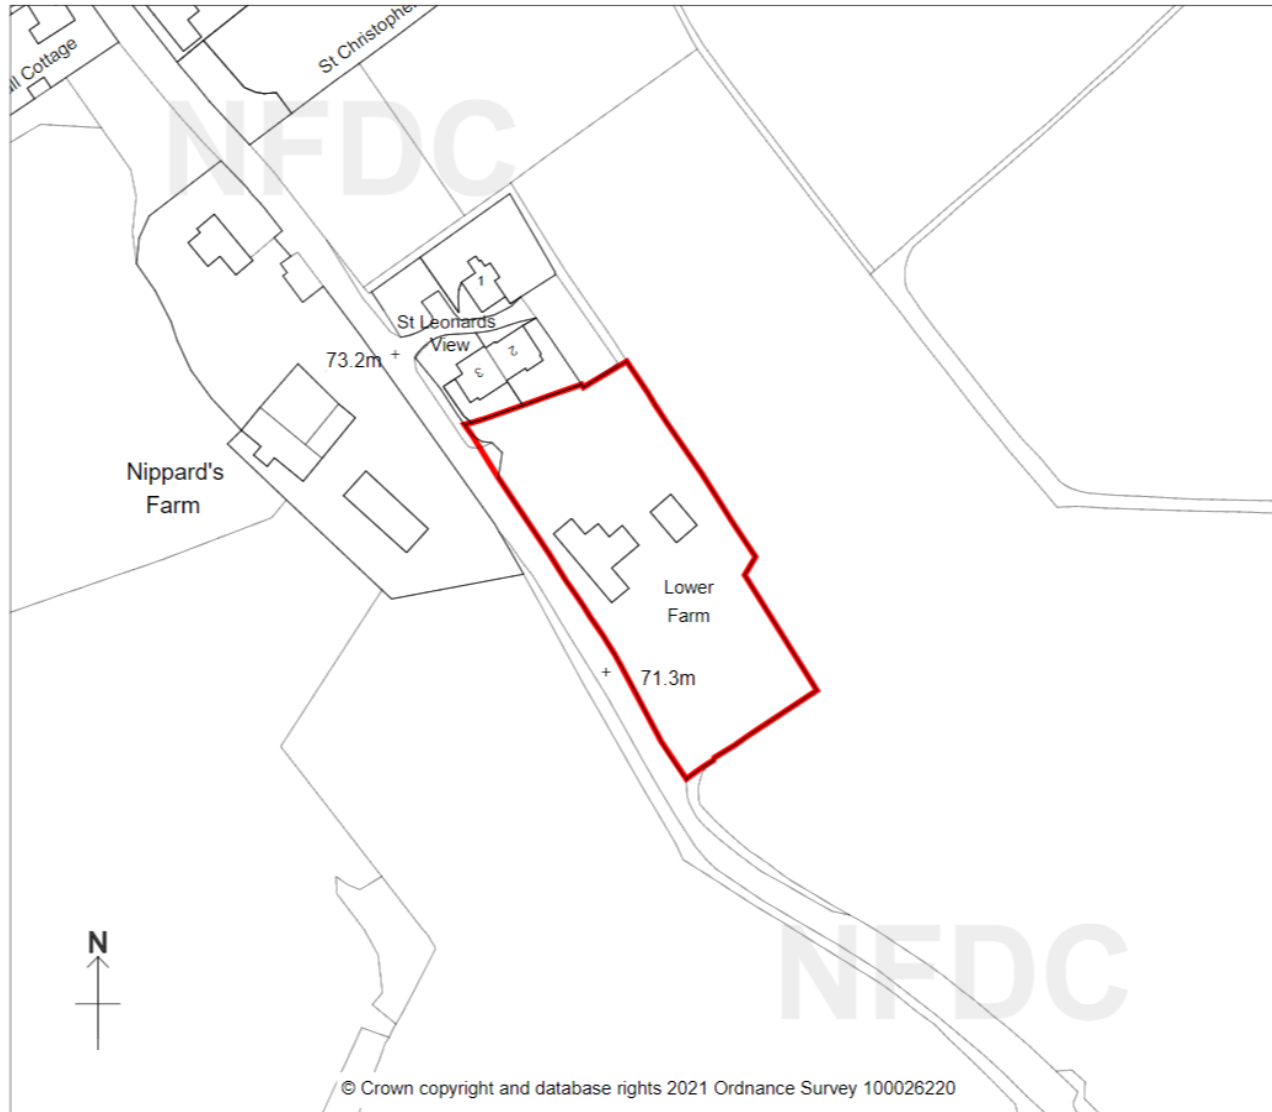 Cottage
St Christophe
NFDC
1
St Leonards
View
2
3
73.2m
Nippard's
Farm
Lower
Farm
71.3m
NFDC
N
© Crown copyright and database rights 2021 Ordnance Survey 100026220